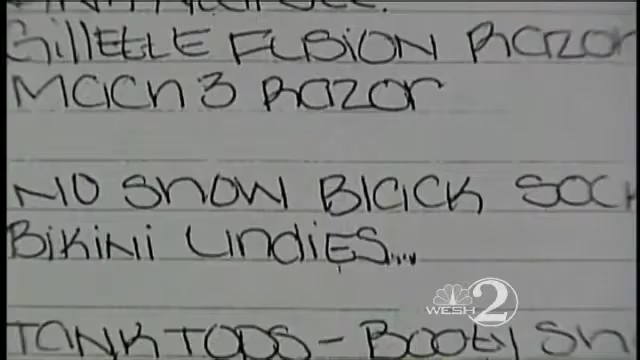 Gillette Fusion Razor
Mach 3 Razor
No show Black Soc
Bikini undies...
WESH 2
Tank Tops - Booty Sh